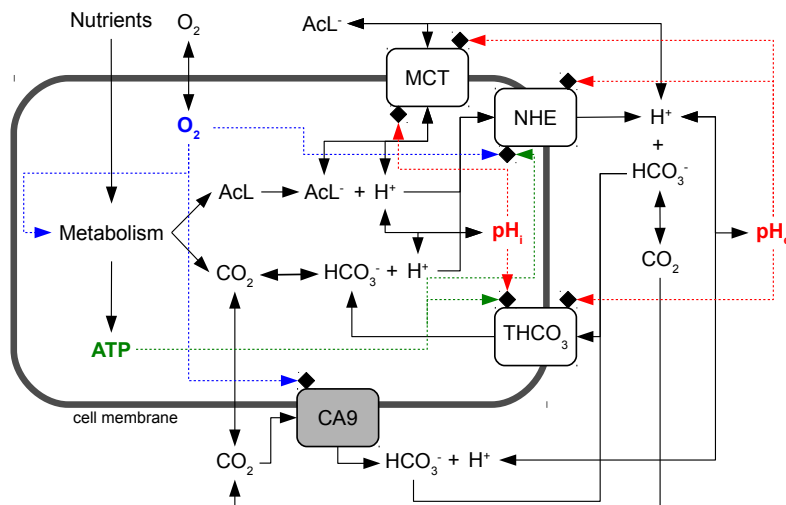 Nutrients
O₂
AcL⁻
MCT
NHE
H⁺
O₂
+
HCO₃⁻
AcL
AcL⁻ + H⁺
Metabolism
pHᵢ
pHₑ
CO₂
HCO₃⁻ + H⁺
CO₂
ATP
THCO₃
cell membrane
CA9
CO₂
HCO₃⁻ + H⁺